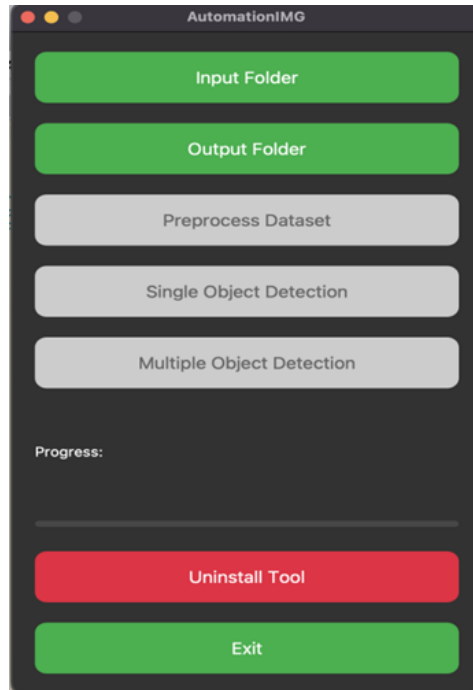 AutomationIMG
Input Folder
Output Folder
Preprocess Dataset
Single Object Detection
Multiple Object Detection
Progress:
Uninstall Tool
Exit